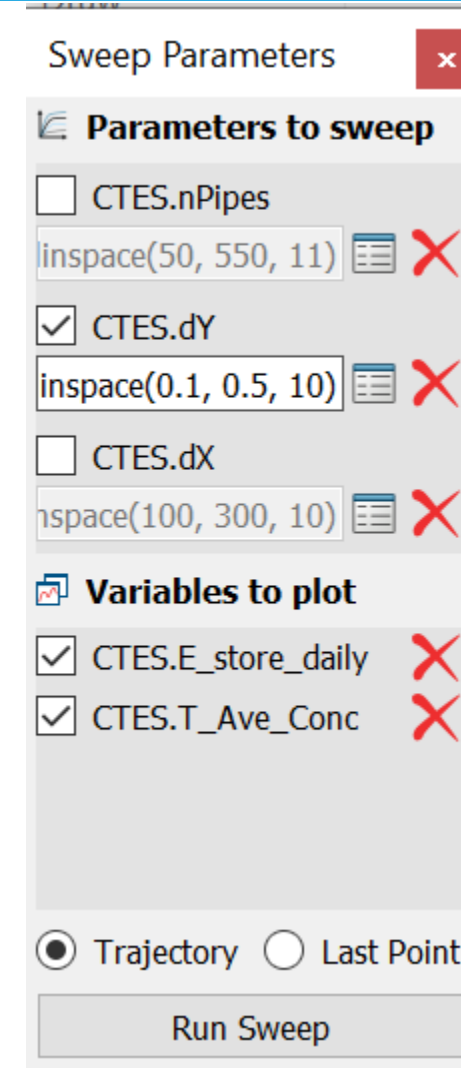 Sweep Parameters
Parameters to sweep
CTES.nPipes
linspace(50, 550, 11)
CTES.dY
inspace(0.1, 0.5, 10)
CTES.dX
nspace(100, 300, 10)
Variables to plot
CTES.E_store_daily
CTES.T_Ave_Conc
Trajectory Last Point
Run Sweep